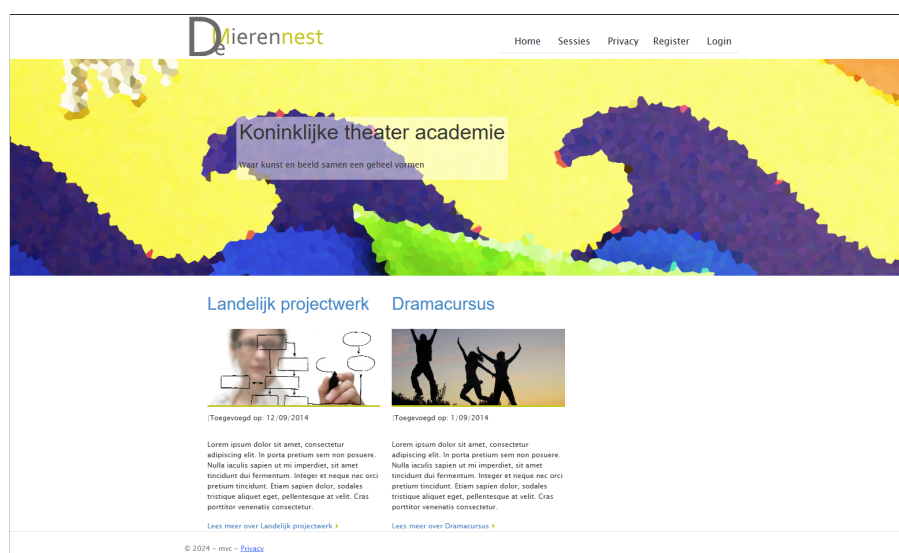 De Mierennest
Home Sessies Privacy Register Login
Koninklijke theater academie
Waar kunst en beeld samen een geheel vormen
Landelijk projectwerk
Toegevoegd op: 12/09/2014
Lorem ipsum dolor sit amet, consectetur
adipiscing elit. In porta pretium sem non posuere.
Nulla iaculis sapien ut mi imperdiet, sit amet
tincidunt dui fermentum. Integer et neque nec orci
pretium tincidunt. Etiam sapien dolor, sodales
tristique aliquet eget, pellentesque at velit. Cras
porttitor venenatis consectetur.
Lees meer over Landelijk projectwerk
Dramacursus
Toegevoegd op: 1/09/2014
Lorem ipsum dolor sit amet, consectetur
adipiscing elit. In porta pretium sem non posuere.
Nulla iaculis sapien ut mi imperdiet, sit amet
tincidunt dui fermentum. Integer et neque nec orci
pretium tincidunt. Etiam sapien dolor, sodales
tristique aliquet eget, pellentesque at velit. Cras
porttitor venenatis consectetur.
Lees meer over Dramacursus
© 2024 - mvc - Privacy